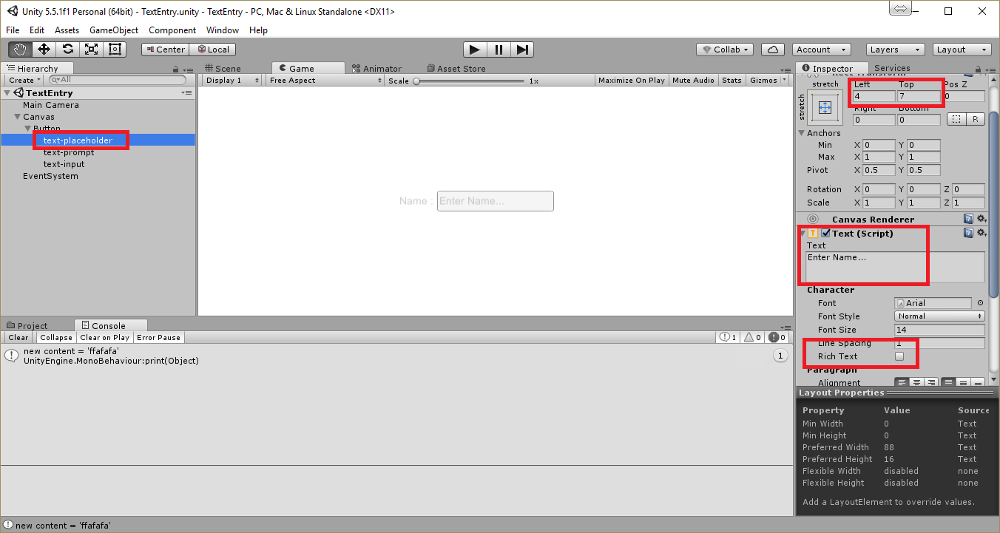 Unity 5.5.1f1 Personal (64bit) - TextEntry.unity - TextEntry - PC, Mac & Linux Standalone <DX11>
File Edit Assets GameObject Component Window Help
Center Local Collab Account Layers Layout
Hierarchy
Create All
TextEntry
Main Camera
Canvas
Button
text-placeholder
text-prompt
text-input
EventSystem
Scene Game Animator Asset Store
Display 1 Free Aspect Scale 1x Maximize On Play Mute Audio Stats Gizmos
Name : Enter Name...
Project Console
Clear Collapse Clear on Play Error Pause 1 0 0
new content = 'ffafafa'
UnityEngine.MonoBehaviour:print(Object)
1
Inspector Services
Rect Transform
stretch Left Top Pos Z
stretch 4 7 0
Right Bottom
0 0 R
Anchors
Min X 0 Y 0
Max X 1 Y 1
Pivot X 0.5 Y 0.5
Rotation X 0 Y 0 Z 0
Scale X 1 Y 1 Z 1
Canvas Renderer
T Text (Script)
Text
Enter Name...
Character
Font Arial
Font Style Normal
Font Size 14
Line Spacing 1
Rich Text
Paragraph
Alignment
Layout Properties
Property Value Source
Min Width 0 Text
Min Height 0 Text
Preferred Width 88 Text
Preferred Height 16 Text
Flexible Width disabled none
Flexible Height disabled none
Add a LayoutElement to override values.
new content = 'ffafafa'